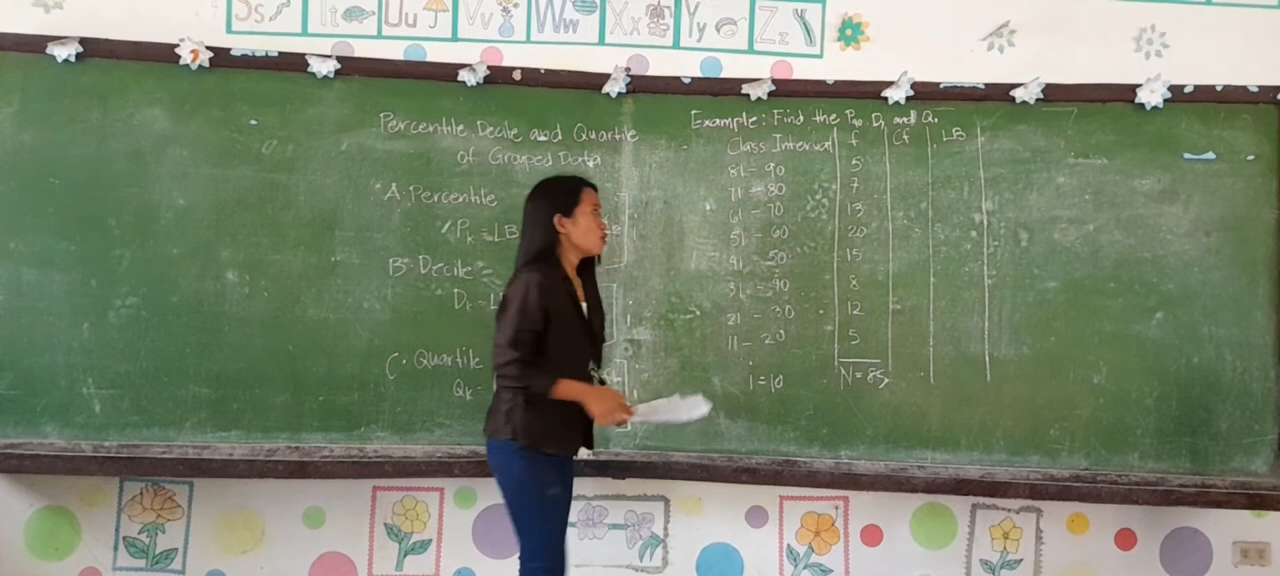 Ss It Uu Vv Ww Xx Yy Zz
Percentile, Decile and Quartile
of Grouped Data
A. Percentile
Pk = LB
B. Decile
Dk = L
C. Quartile
Qk =
Example: Find the P90 D1 and Q1
Class Interval f Cf LB
81 - 90 5
71 - 80 7
61 - 70 13
51 - 60 20
41 - 50 15
31 - 40 8
21 - 30 12
11 - 20 5
i = 10 N = 85